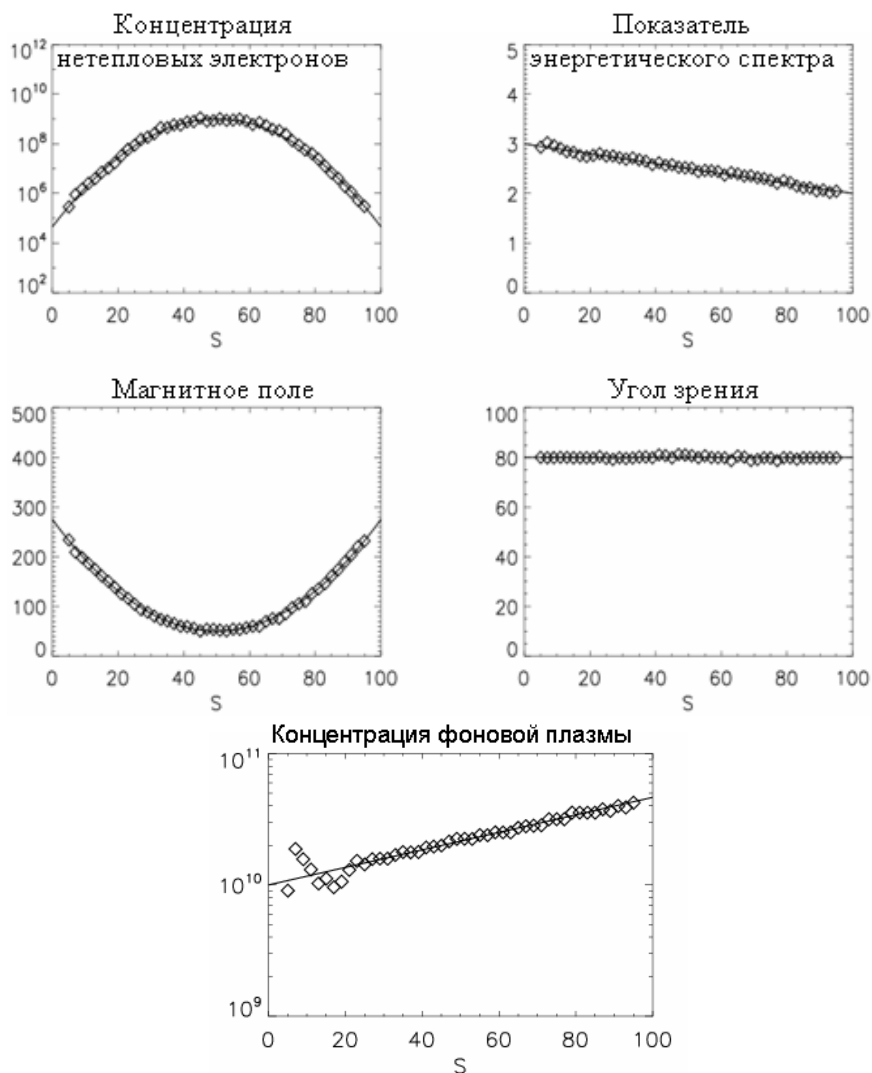 Концентрация
нетепловых электронов
10^12
10^10
10^8
10^6
10^4
10^2
0 20 40 60 80 100
S
Показатель
энергетического спектра
5
4
3
2
1
0
0 20 40 60 80 100
S
Магнитное поле
500
400
300
200
100
0
0 20 40 60 80 100
S
Угол зрения
100
80
60
40
20
0
0 20 40 60 80 100
S
Концентрация фоновой плазмы
10^11
10^10
10^9
0 20 40 60 80 100
S